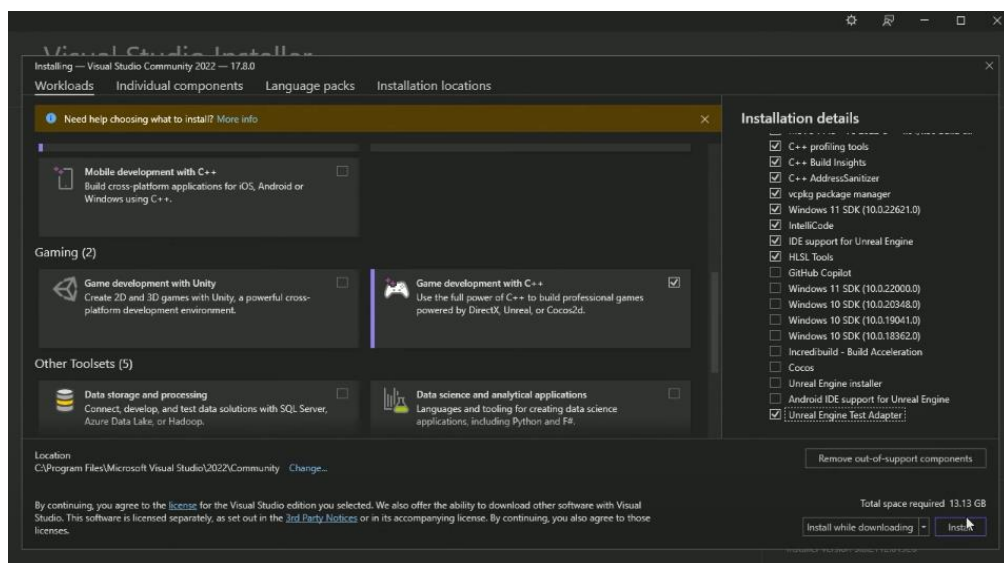 Visual Studio Installer
Installing — Visual Studio Community 2022 — 17.8.0
Workloads
Individual components
Language packs
Installation locations
Need help choosing what to install? More info
Mobile development with C++
Build cross-platform applications for iOS, Android or
Windows using C++.
Gaming (2)
Game development with Unity
Create 2D and 3D games with Unity, a powerful cross-
platform development environment.
Game development with C++
Use the full power of C++ to build professional games
powered by DirectX, Unreal, or Cocos2d.
Other Toolsets (5)
Data storage and processing
Connect, develop, and test data solutions with SQL Server,
Azure Data Lake, or Hadoop.
Data science and analytical applications
Languages and tooling for creating data science
applications, including Python and F#.
Installation details
C++ profiling tools
C++ Build Insights
C++ AddressSanitizer
vcpkg package manager
Windows 11 SDK (10.0.22621.0)
IntelliCode
IDE support for Unreal Engine
HLSL Tools
GitHub Copilot
Windows 11 SDK (10.0.22000.0)
Windows 10 SDK (10.0.20348.0)
Windows 10 SDK (10.0.19041.0)
Windows 10 SDK (10.0.18362.0)
Incredibuild - Build Acceleration
Cocos
Unreal Engine installer
Android IDE support for Unreal Engine
Unreal Engine Test Adapter
Location
C:\Program Files\Microsoft Visual Studio\2022\Community Change...
Remove out-of-support components
By continuing, you agree to the license for the Visual Studio edition you selected. We also offer the ability to download other software with Visual
Studio. This software is licensed separately, as set out in the 3rd Party Notices or in its accompanying license. By continuing, you also agree to those
licenses.
Total space required 13.13 GB
Install while downloading
Install